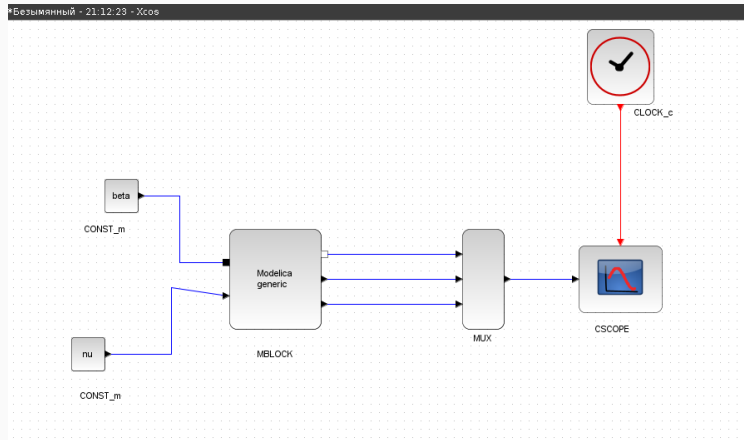 *Безымянный - 21:12:23 - Xcos
CLOCK_c
beta
CONST_m
Modelica
generic
MUX
CSCOPE
nu
MBLOCK
CONST_m